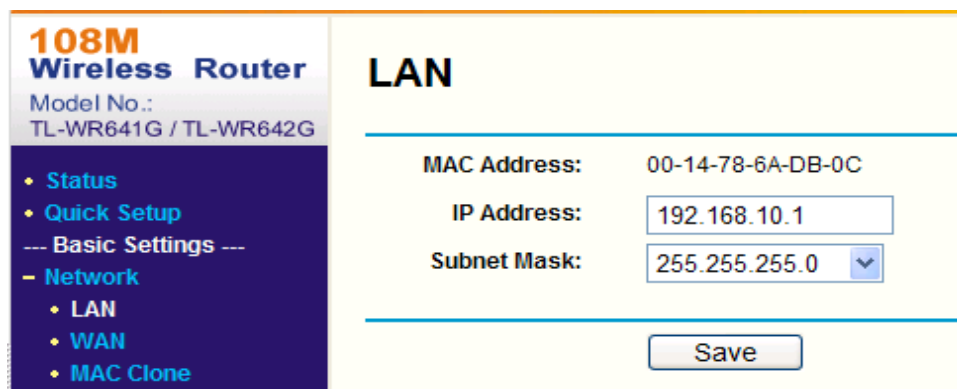 108M
Wireless Router
Model No.:
TL-WR641G / TL-WR642G
• Status
• Quick Setup
--- Basic Settings ---
– Network
• LAN
• WAN
• MAC Clone
LAN
MAC Address: 00-14-78-6A-DB-0C
IP Address: 192.168.10.1
Subnet Mask: 255.255.255.0
Save